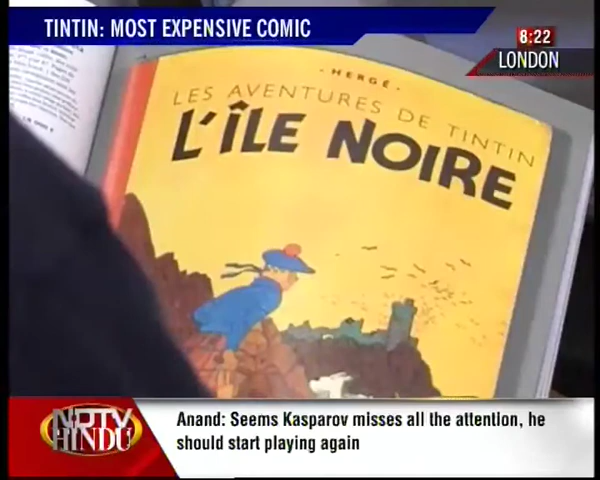 TINTIN: MOST EXPENSIVE COMIC
8:22
LONDON
- HERGÉ -
LES AVENTURES DE TINTIN
L'ÎLE NOIRE
NDTV
HINDU
Anand: Seems Kasparov misses all the attention, he
should start playing again